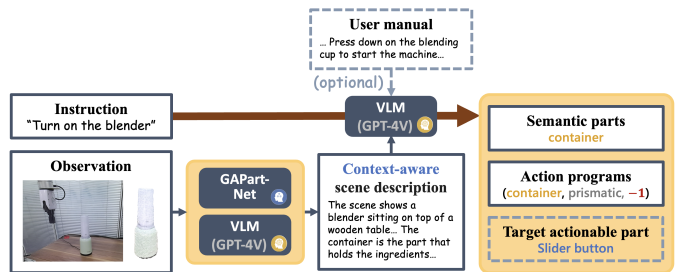 User manual
... Press down on the blending
cup to start the machine...
(optional)
Instruction
“Turn on the blender”
VLM
(GPT-4V)
Semantic parts
container
Observation
GAPart-
Net
VLM
(GPT-4V)
Context-aware
scene description
The scene shows a
blender sitting on top of a
wooden table... The
container is the part that
holds the ingredients...
Action programs
(container, prismatic, −1)
Target actionable part
Slider button